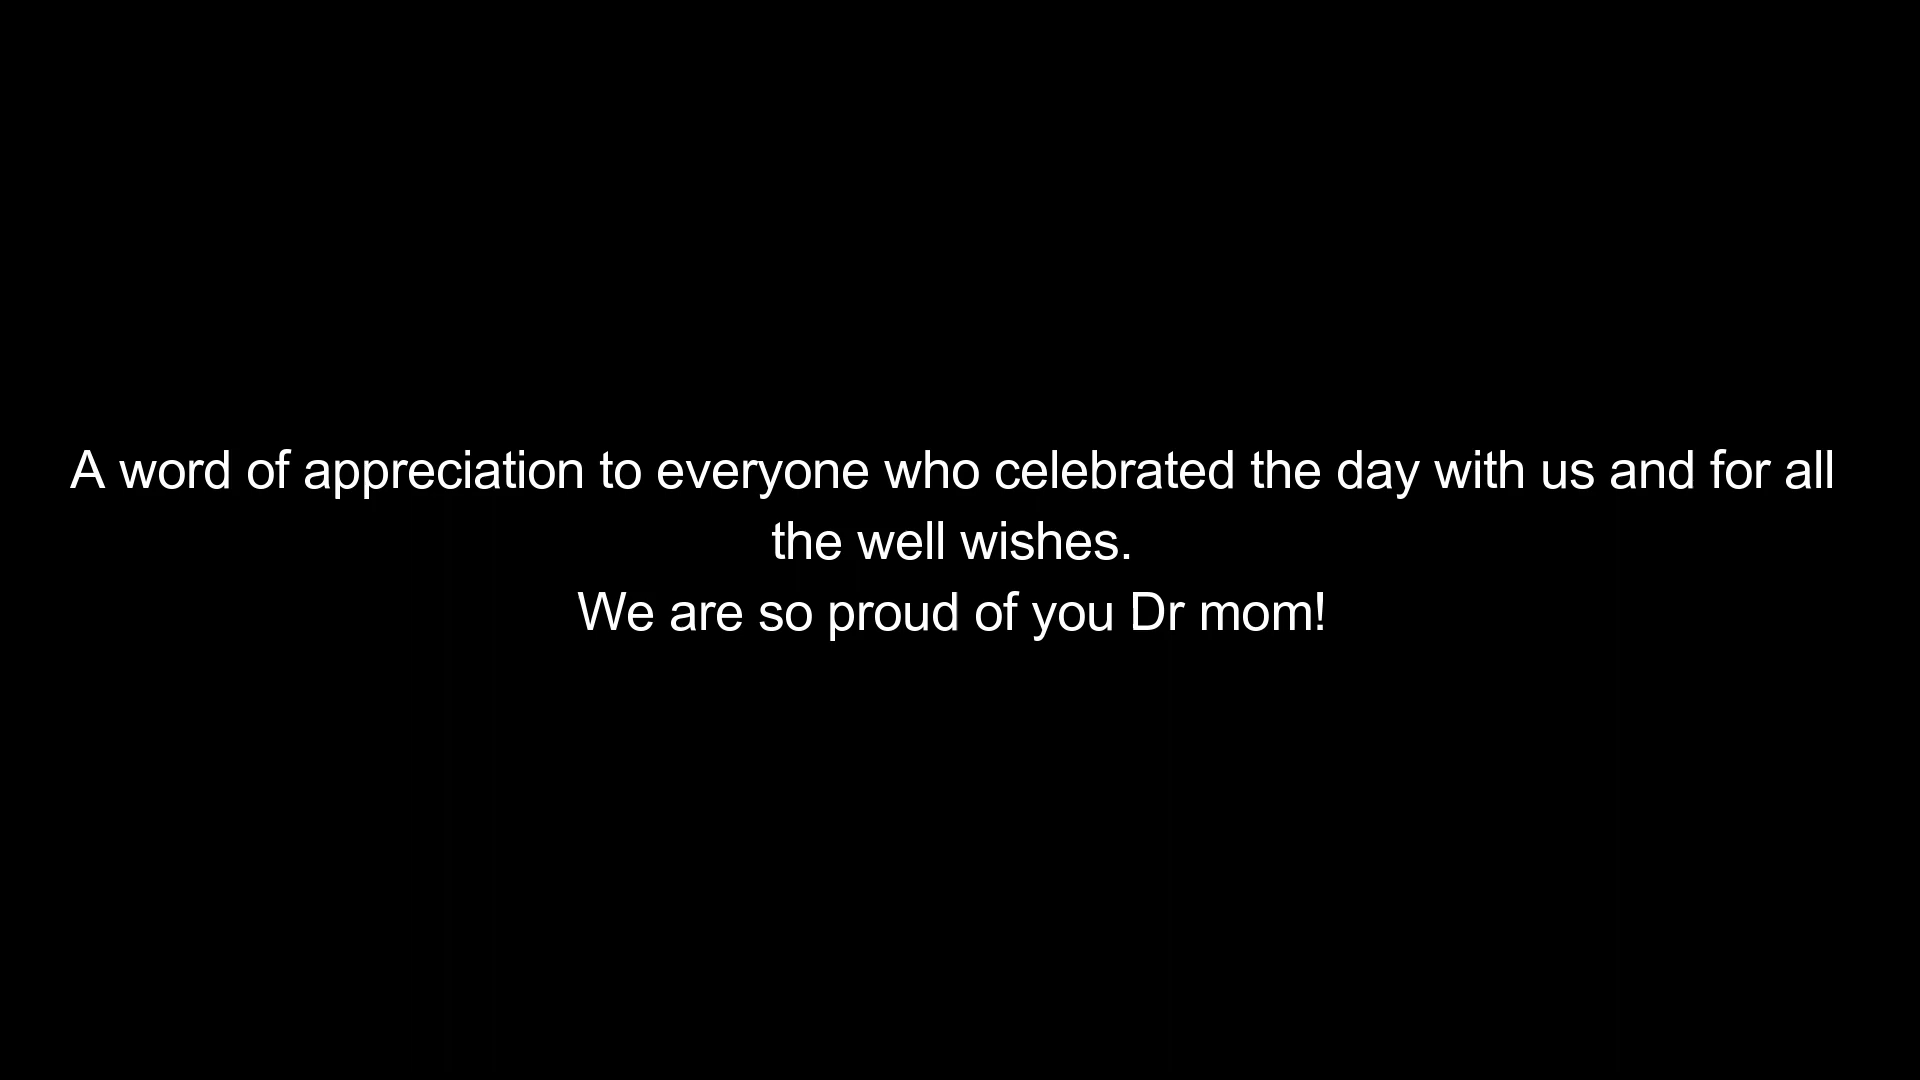 A word of appreciation to everyone who celebrated the day with us and for all
the well wishes.
We are so proud of you Dr mom!